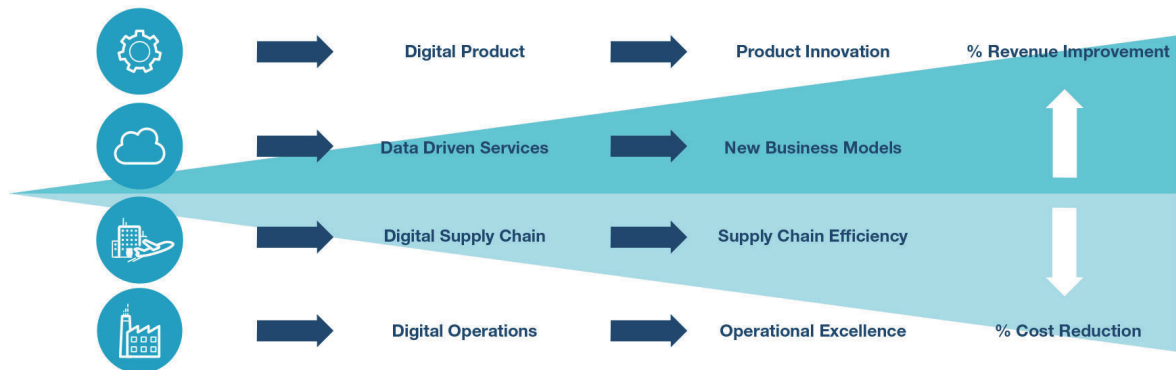 Digital Product
Product Innovation
% Revenue Improvement
Data Driven Services
New Business Models
Digital Supply Chain
Supply Chain Efficiency
Digital Operations
Operational Excellence
% Cost Reduction